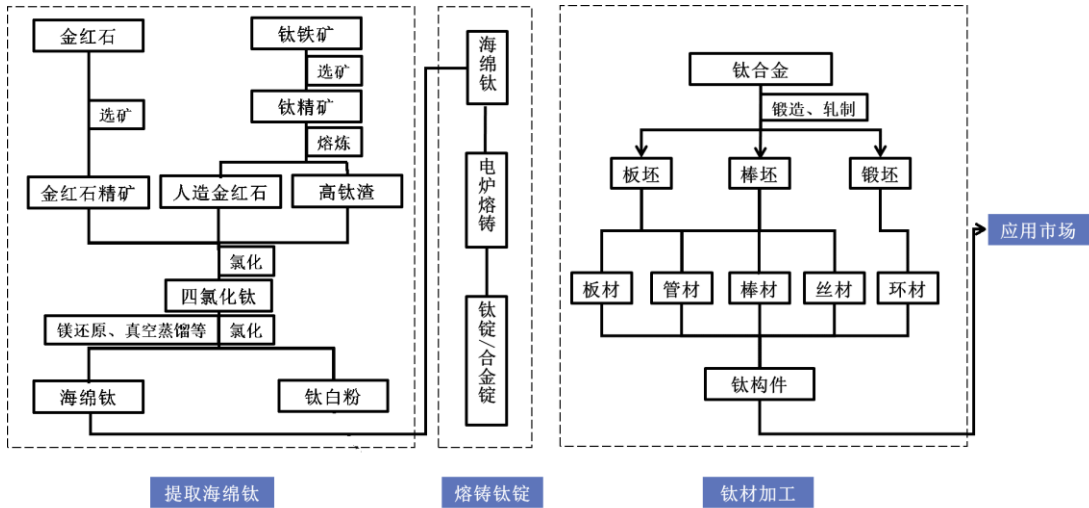 金红石
钛铁矿
选矿
选矿
钛精矿
熔炼
金红石精矿
人造金红石
高钛渣
氯化
四氯化钛
镁还原、真空蒸馏等
氯化
海绵钛
钛白粉
提取海绵钛
海绵钛
电炉熔铸
钛锭/合金锭
熔铸钛锭
钛合金
锻造、轧制
板坯
棒坯
锻坯
板材
管材
棒材
丝材
环材
钛构件
钛材加工
应用市场